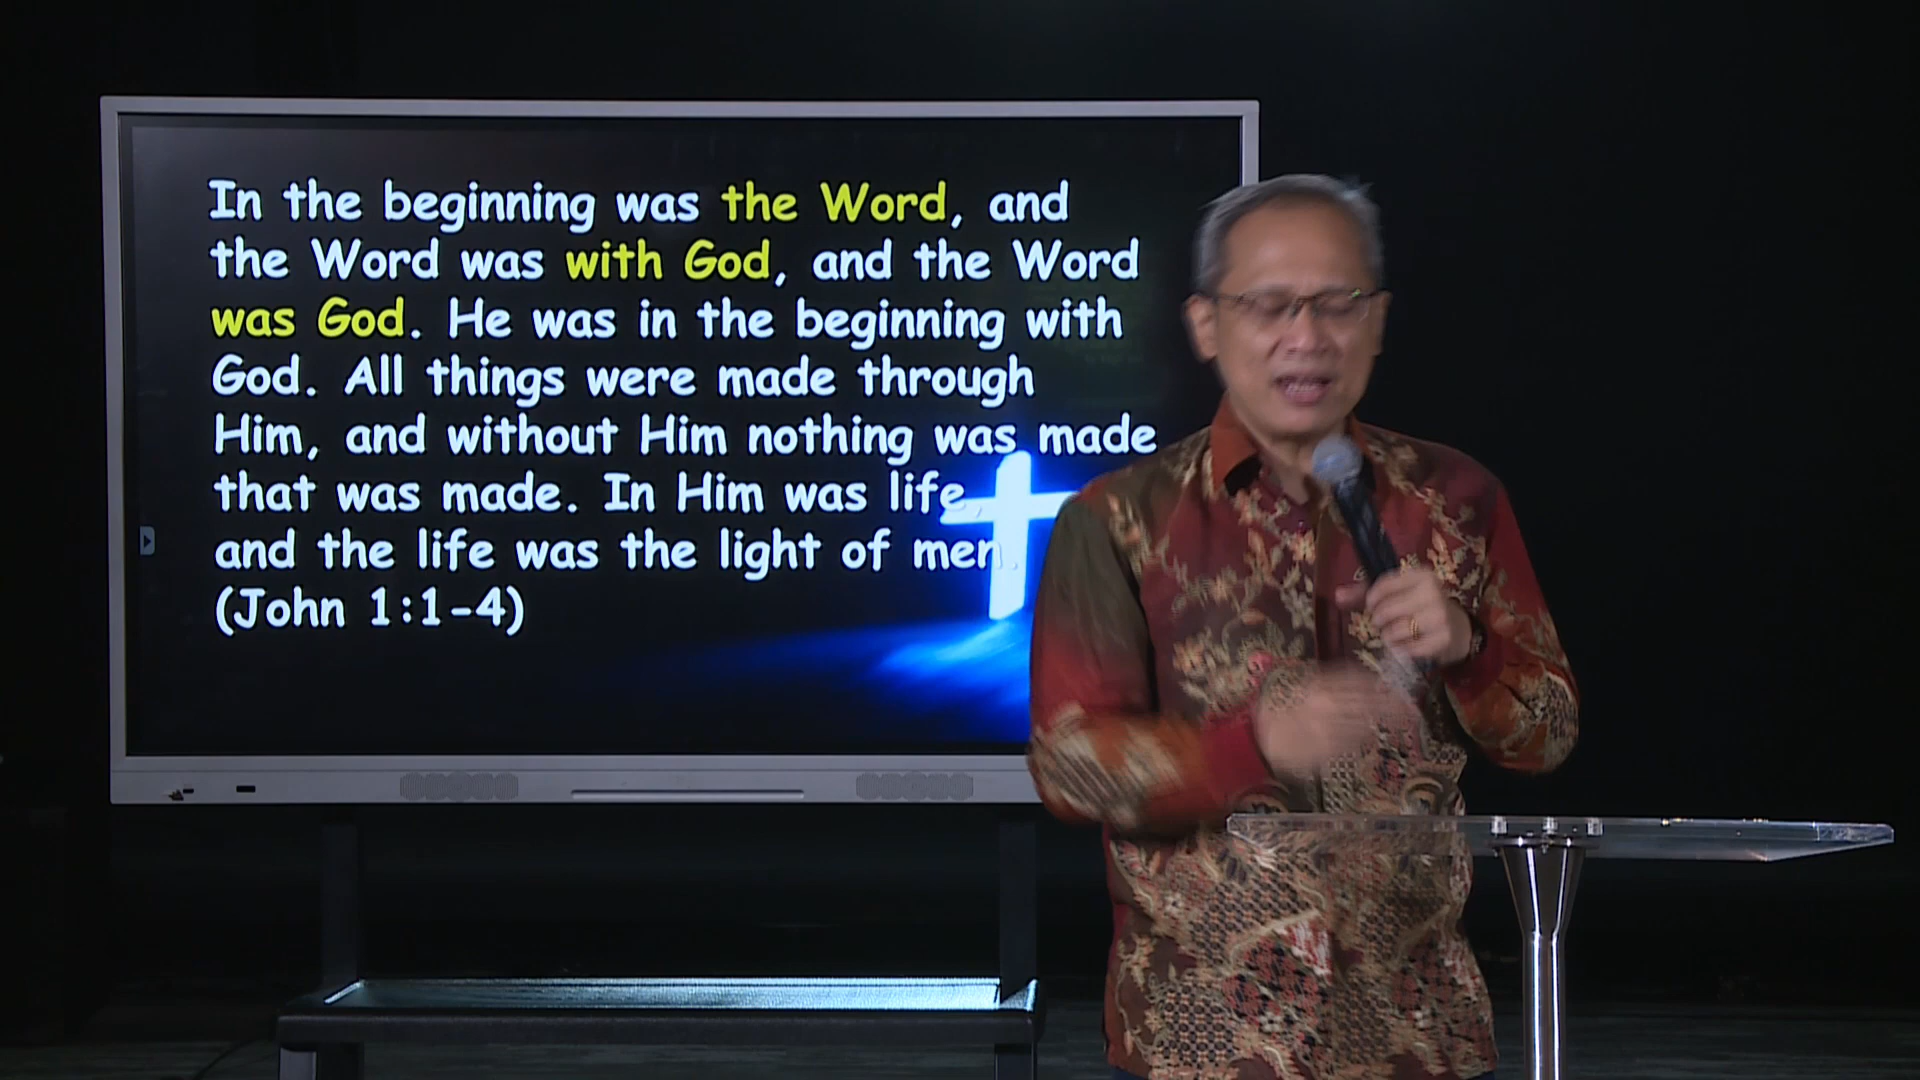 In the beginning was the Word, and
the Word was with God, and the Word
was God. He was in the beginning with
God. All things were made through
Him, and without Him nothing was made
that was made. In Him was life,
and the life was the light of men.
(John 1:1-4)